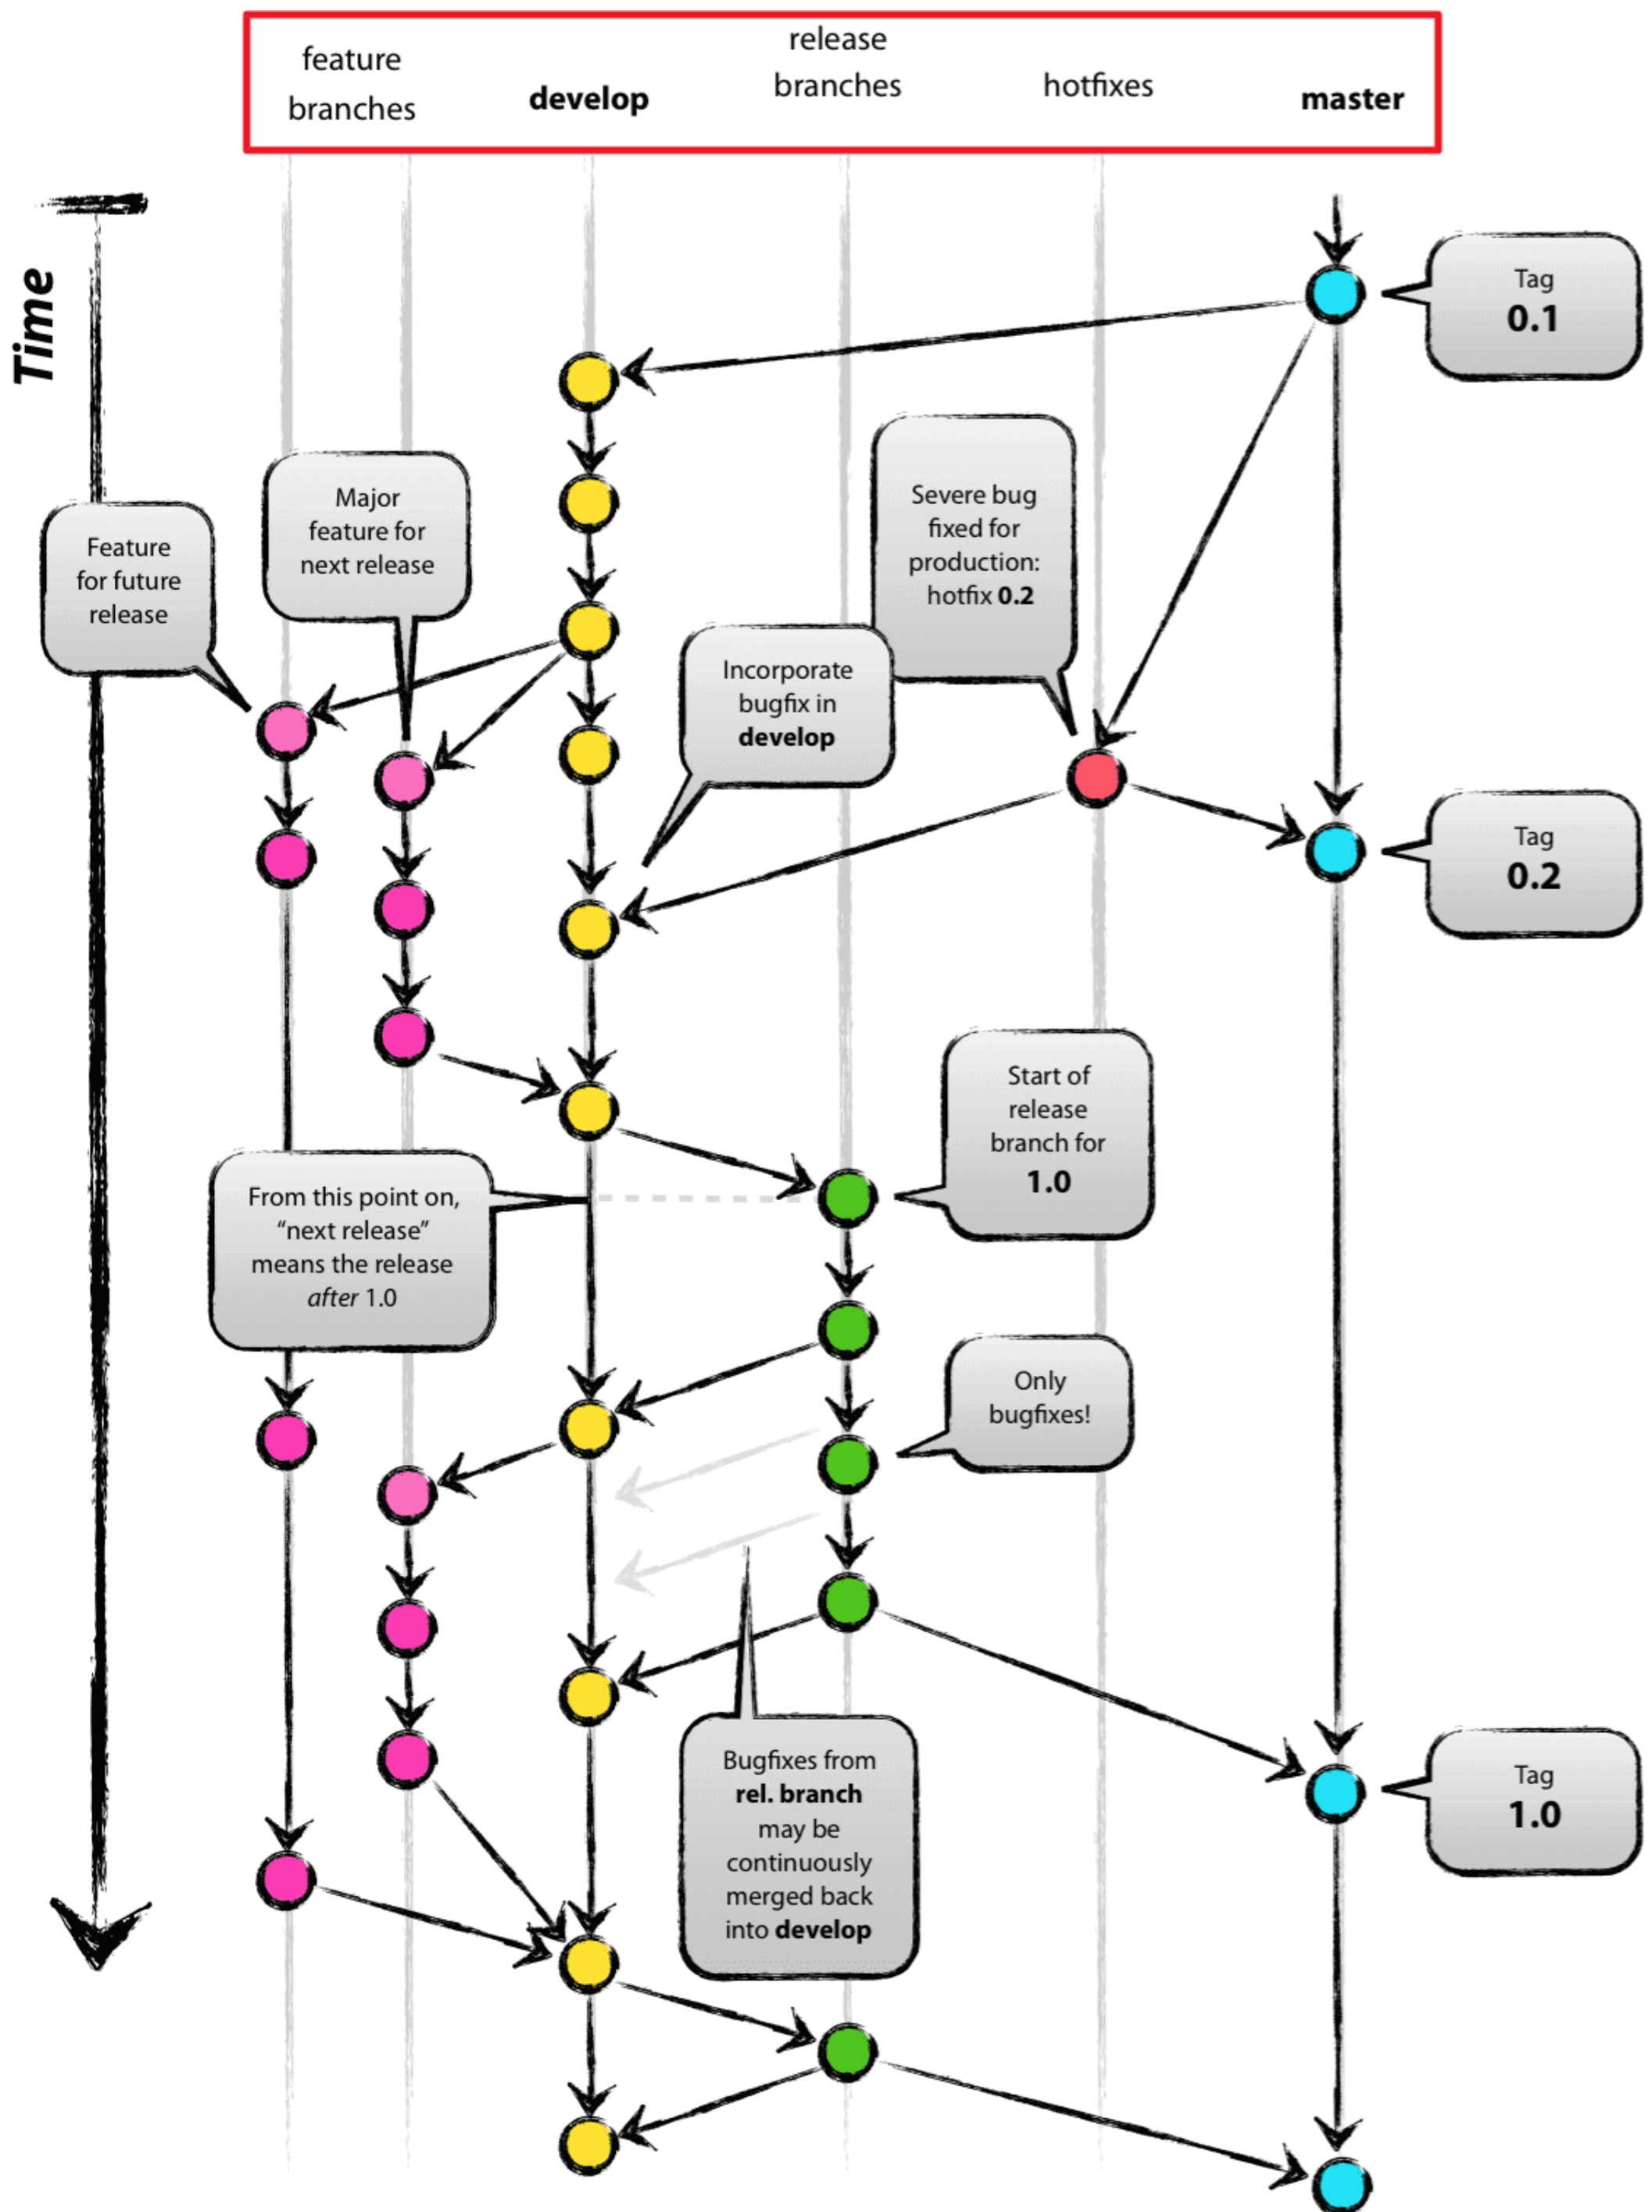 feature
branches
develop
release
branches
hotfixes
master
Time
Tag
0.1
Feature
for future
release
Major
feature for
next release
Severe bug
fixed for
production:
hotfix 0.2
Incorporate
bugfix in
develop
Tag
0.2
Start of
release
branch for
1.0
From this point on,
“next release”
means the release
after 1.0
Only
bugfixes!
Bugfixes from
rel. branch
may be
continuously
merged back
into develop
Tag
1.0